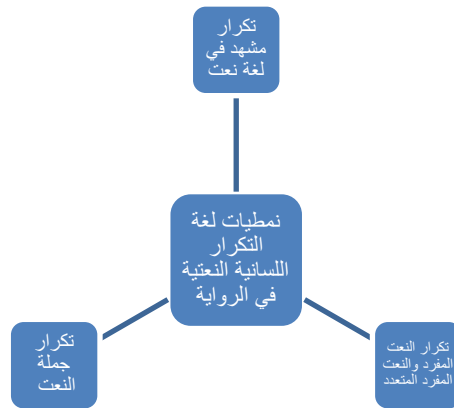 تكرار
مشهد في
لغة نعت
نمطيات لغة
التكرار
اللسانية النعتية
في الرواية
تكرار النعت
المفرد والنعت
المفرد المتعدد
تكرار
جملة
النعت